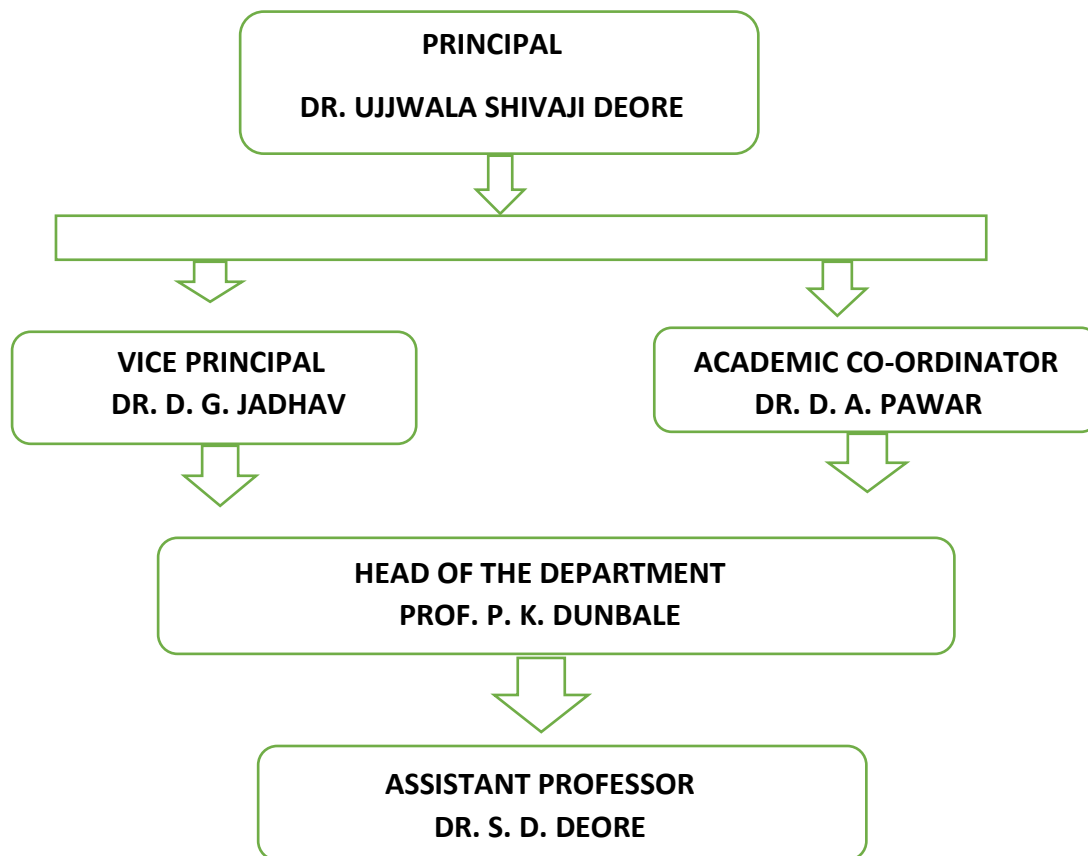 PRINCIPAL
DR. UJJWALA SHIVAJI DEORE
VICE PRINCIPAL
DR. D. G. JADHAV
ACADEMIC CO-ORDINATOR
DR. D. A. PAWAR
HEAD OF THE DEPARTMENT
PROF. P. K. DUNBALE
ASSISTANT PROFESSOR
DR. S. D. DEORE